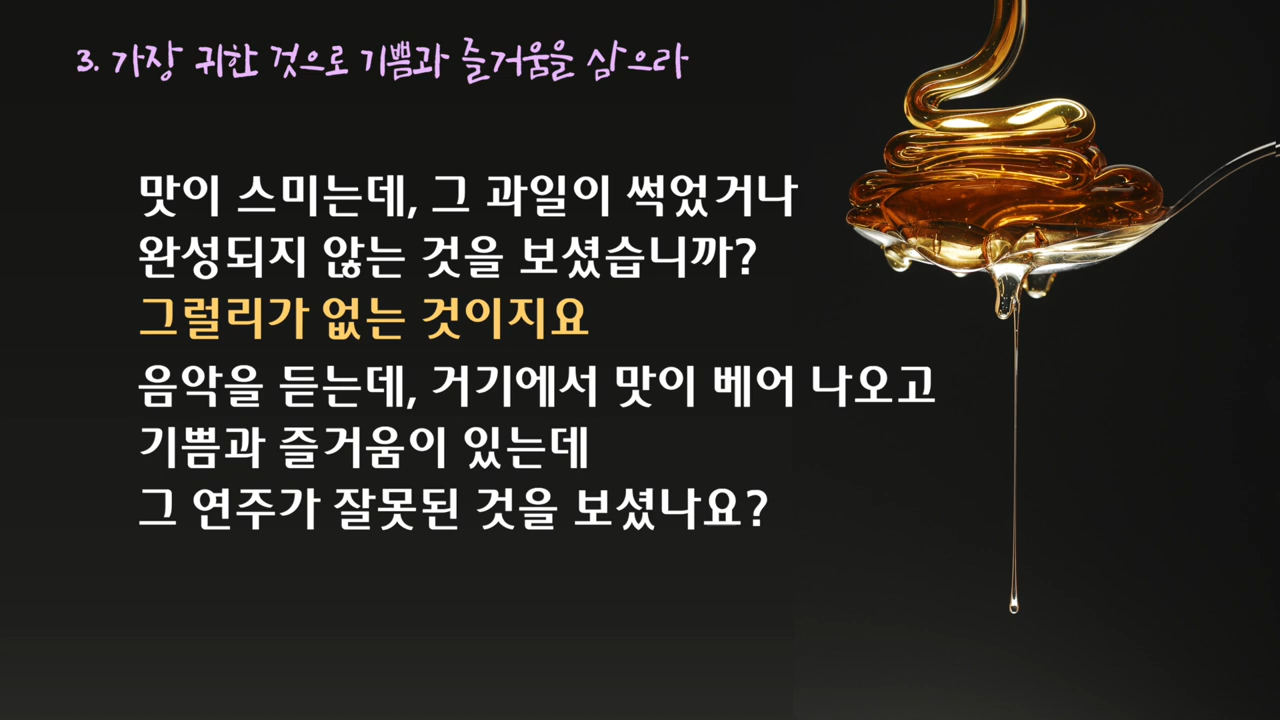 3. 가장 귀한 것으로 기쁨과 즐거움을 삼으라
맛이 스미는데, 그 과일이 썩었거나
완성되지 않는 것을 보셨습니까?
그럴리가 없는 것이지요
음악을 듣는데, 거기에서 맛이 베어 나오고
기쁨과 즐거움이 있는데
그 연주가 잘못된 것을 보셨나요?